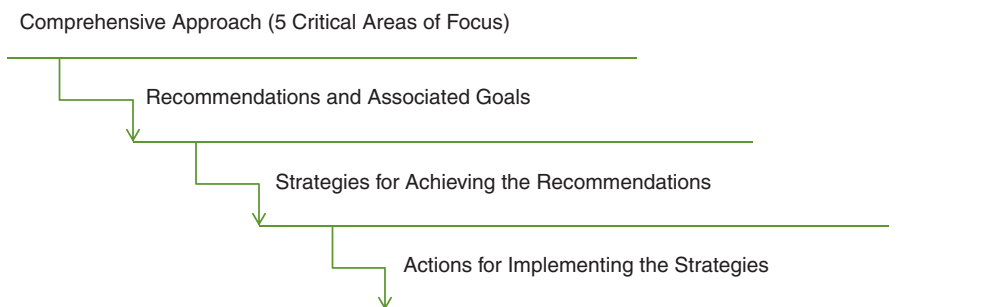 Comprehensive Approach (5 Critical Areas of Focus)
Recommendations and Associated Goals
Strategies for Achieving the Recommendations
Actions for Implementing the Strategies